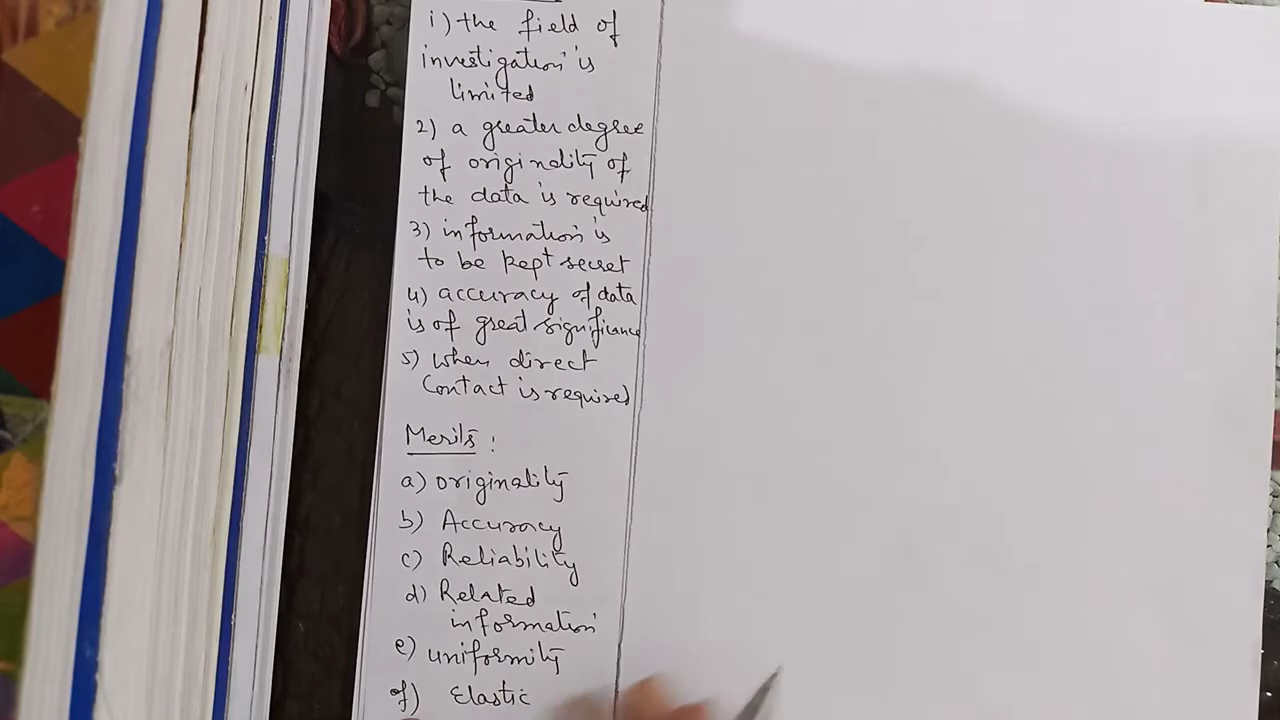 i) the field of
investigation is
limited
2) a greater degree
of originality of
the data is required
3) information is
to be kept secret
4) accuracy of data
is of great significance
5) when direct
Contact is required
Merits :
a) originality
b) Accuracy
c) Reliability
d) Related
information
e) uniformity
f) Elastic